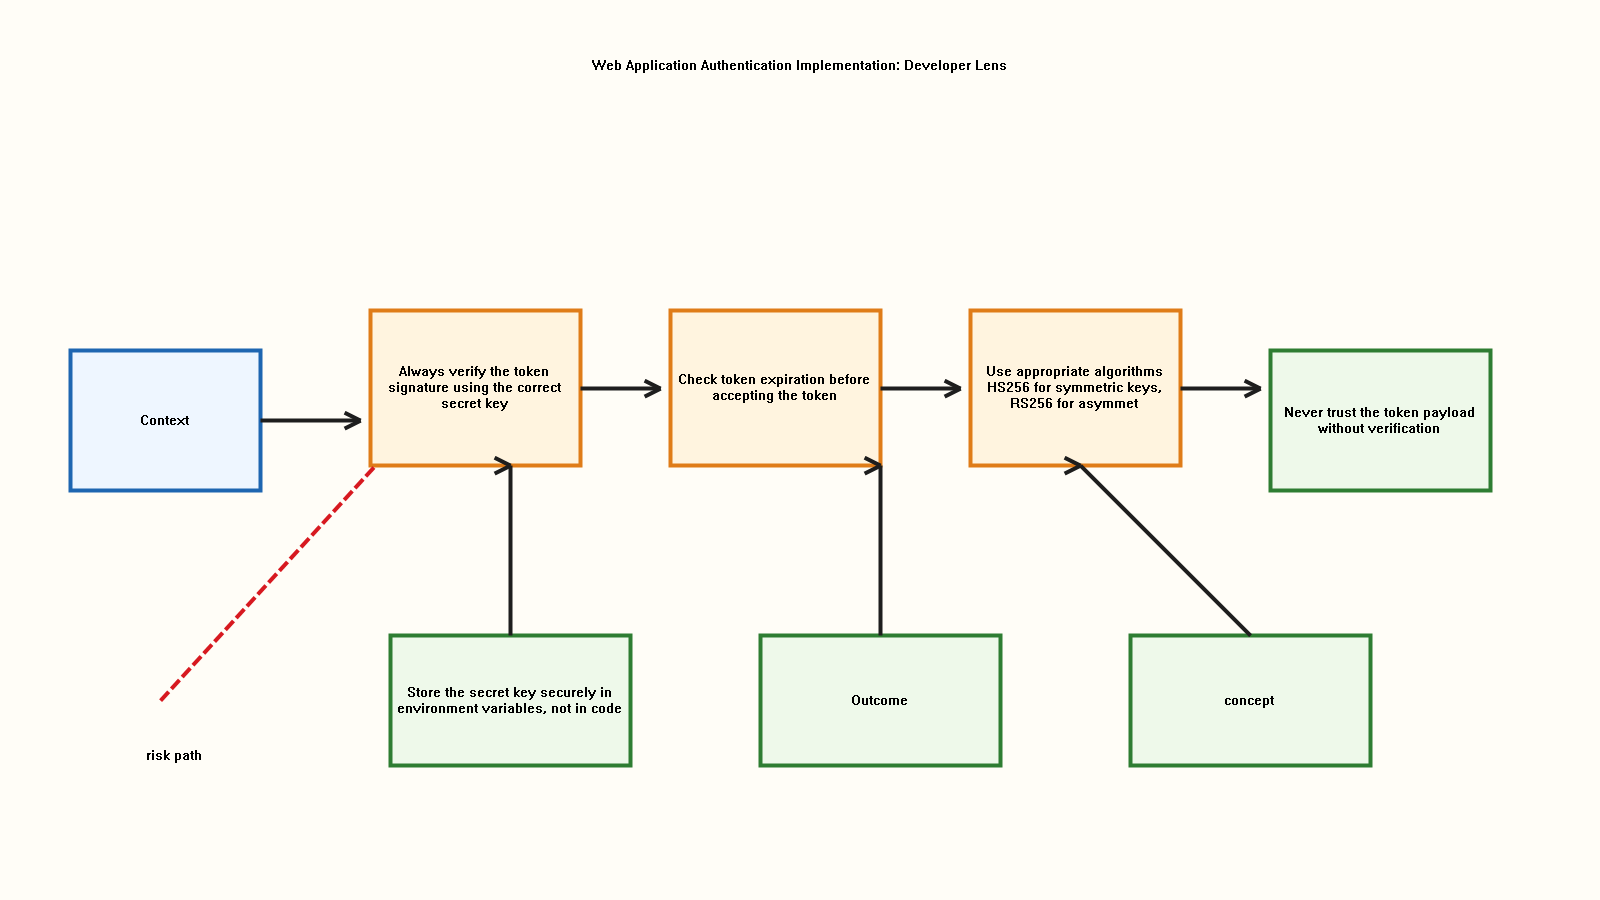 Web Application Authentication Implementation: Developer Lens
Context
Always verify the token
signature using the correct
secret key
Check token expiration before
accepting the token
Use appropriate algorithms
HS256 for symmetric keys,
RS256 for asymmet
Never trust the token payload
without verification
Store the secret key securely in
environment variables, not in code
Outcome
concept
risk path